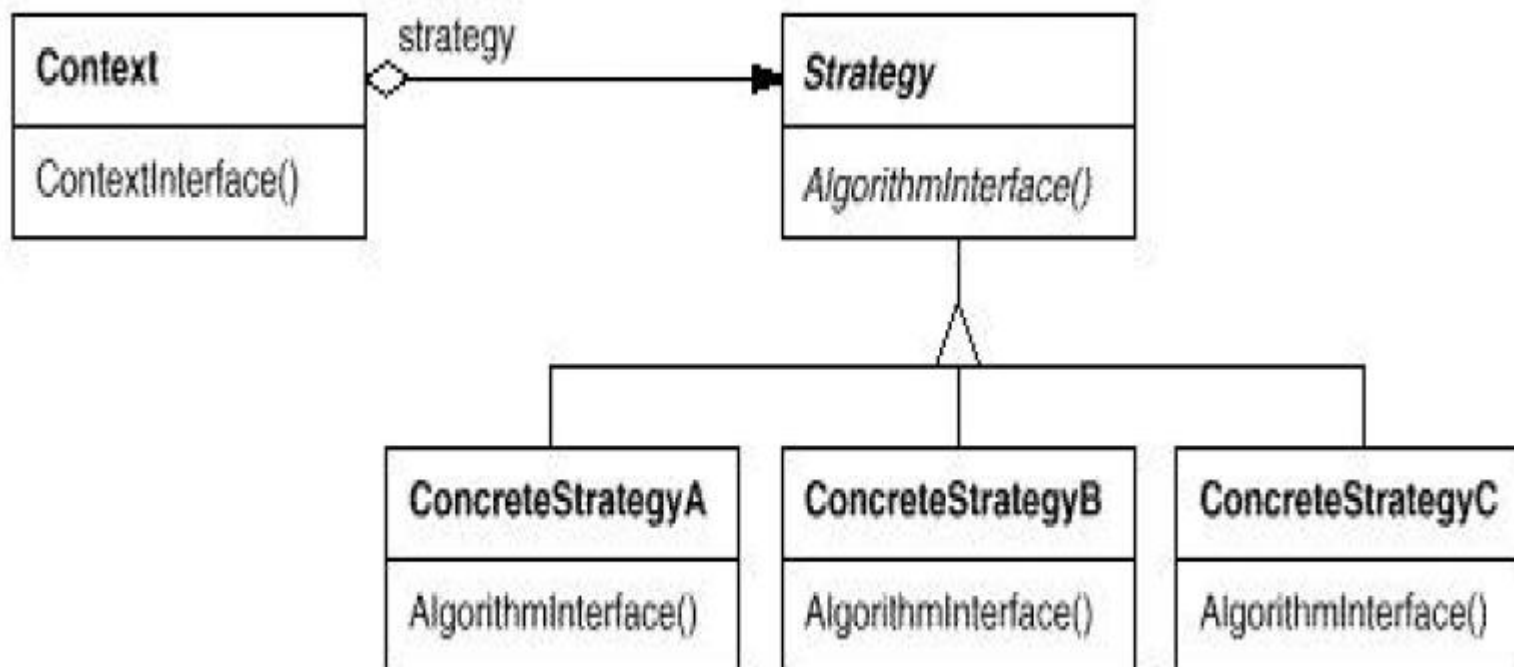 Context
strategy
Strategy
ContextInterface()
AlgorithmInterface()
ConcreteStrategyA
ConcreteStrategyB
ConcreteStrategyC
AlgorithmInterface()
AlgorithmInterface()
AlgorithmInterface()